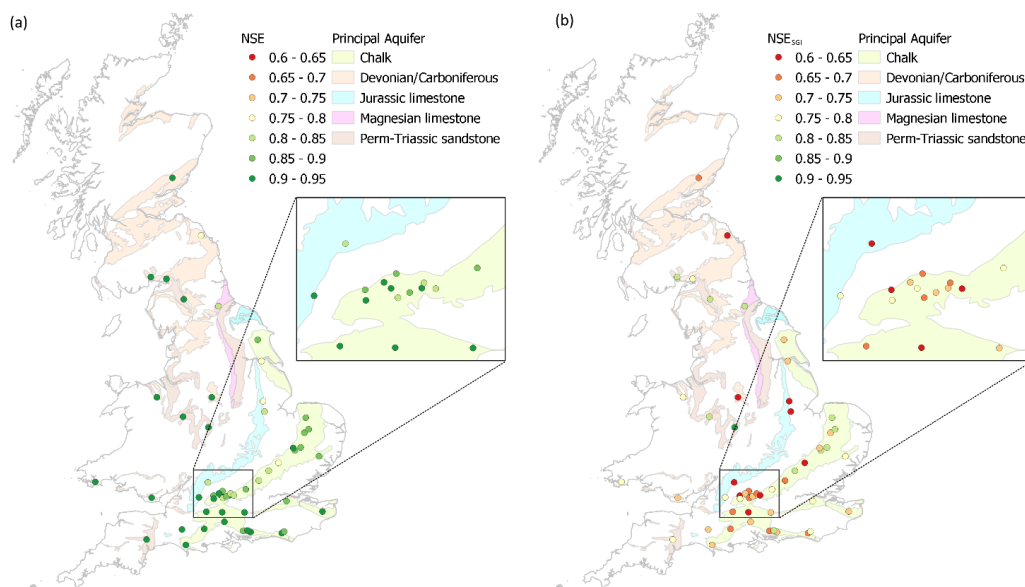 (a)
NSE Principal Aquifer
0.6 - 0.65 Chalk
0.65 - 0.7 Devonian/Carboniferous
0.7 - 0.75 Jurassic limestone
0.75 - 0.8 Magnesian limestone
0.8 - 0.85 Perm-Triassic sandstone
0.85 - 0.9
0.9 - 0.95
(b)
NSE SGI Principal Aquifer
0.6 - 0.65 Chalk
0.65 - 0.7 Devonian/Carboniferous
0.7 - 0.75 Jurassic limestone
0.75 - 0.8 Magnesian limestone
0.8 - 0.85 Perm-Triassic sandstone
0.85 - 0.9
0.9 - 0.95